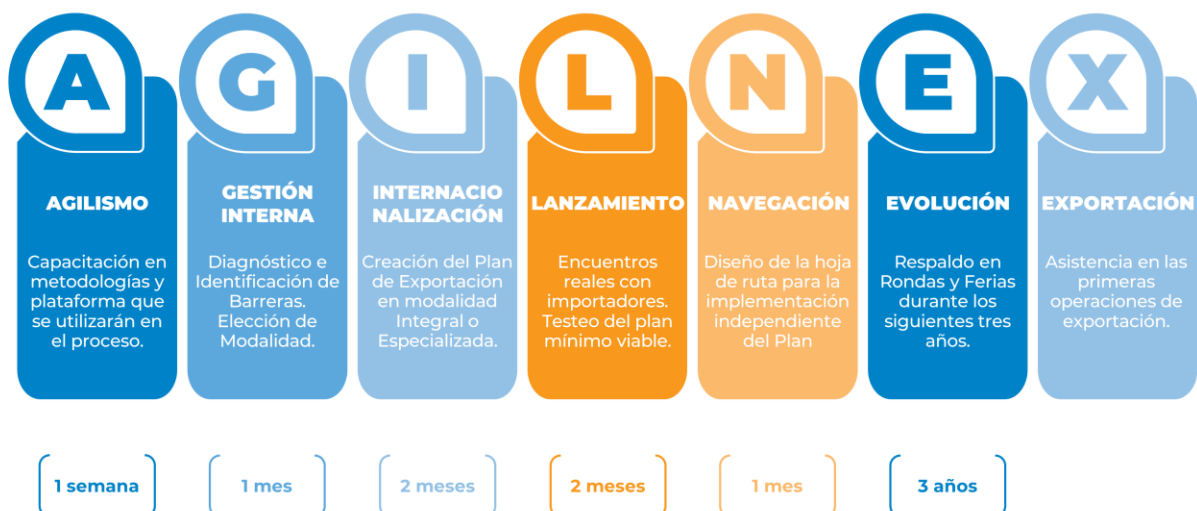 A
G
I
L
N
E
X
AGILISMO
Capacitación en
metodologías y
plataforma que
se utilizarán en
el proceso.
GESTIÓN
INTERNA
Diagnóstico e
Identificación de
Barreras.
Elección de
Modalidad.
INTERNACIO
NALIZACIÓN
Creación del Plan
de Exportación
en modalidad
Integral o
Especializada.
LANZAMIENTO
Encuentros
reales con
importadores.
Testeo del plan
mínimo viable.
NAVEGACIÓN
Diseño de la hoja
de ruta para la
implementación
independiente
del Plan
EVOLUCIÓN
Respaldo en
Rondas y Ferias
durante los
siguientes tres
años.
EXPORTACIÓN
Asistencia en las
primeras
operaciones de
exportación.
1 semana
1 mes
2 meses
2 meses
1 mes
3 años